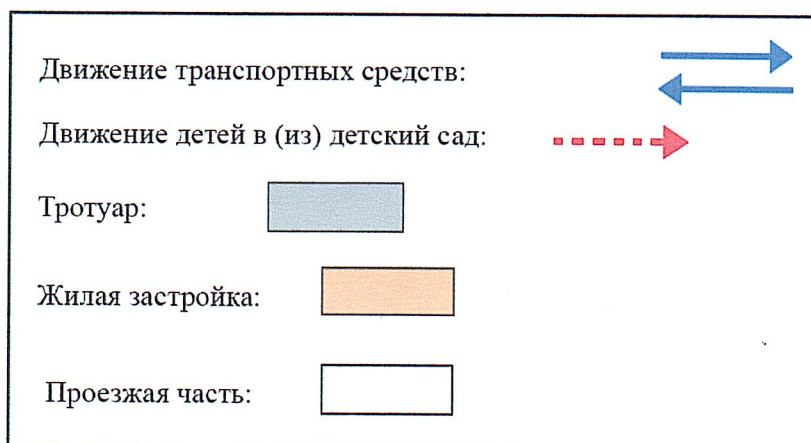 Движение транспортных средств:
Движение детей в (из) детский сад:
Тротуар:
Жилая застройка:
Проезжая часть: